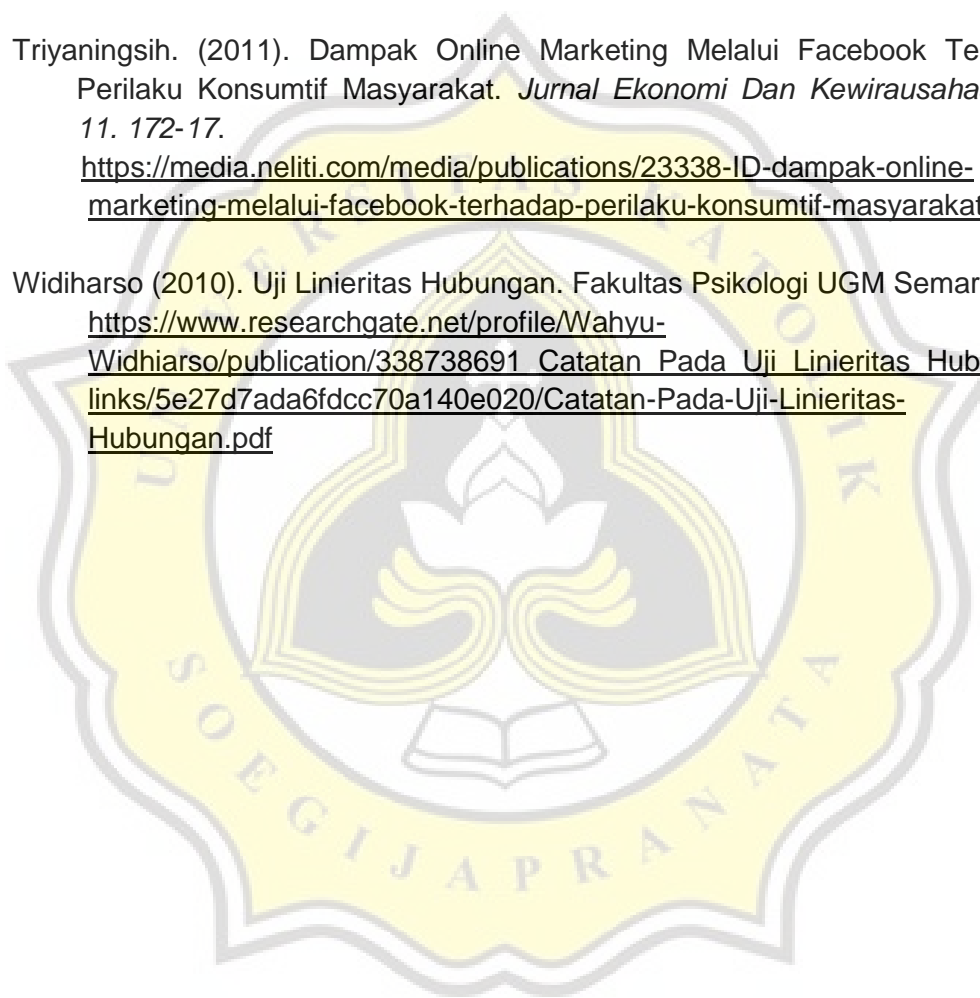 Triyaningsih. (2011). Dampak Online Marketing Melalui Facebook Te
Perilaku Konsumtif Masyarakat. Jurnal Ekonomi Dan Kewirausaha
11. 172-17.
https://media.neliti.com/media/publications/23338-ID-dampak-online-
marketing-melalui-facebook-terhadap-perilaku-konsumtif-masyarakat
Widiharso (2010). Uji Linieritas Hubungan. Fakultas Psikologi UGM Semar
https://www.researchgate.net/profile/Wahyu-
Widhiarso/publication/338738691_Catatan_Pada_Uji_Linieritas_Hub
links/5e27d7ada6fdcc70a140e020/Catatan-Pada-Uji-Linieritas-
Hubungan.pdf
UNIVERSITAS KATOLIK
SOEGIJAPRANATA